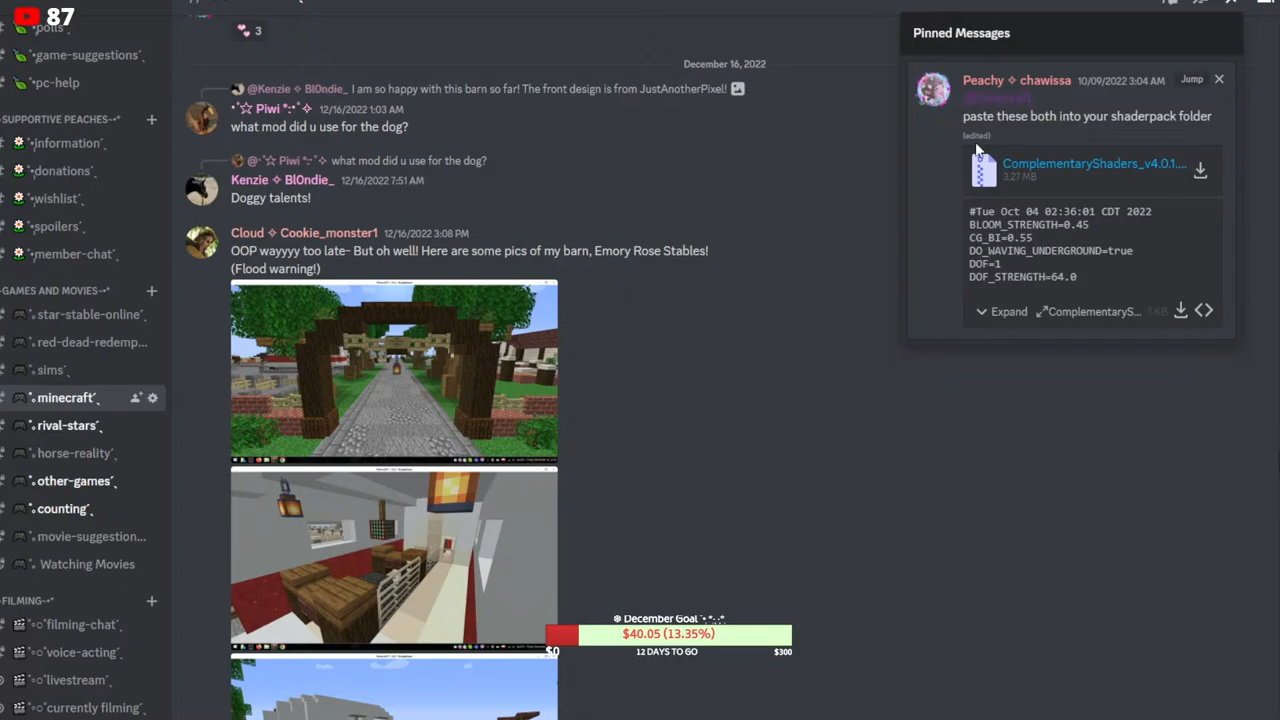 87
polls
game-suggestions
pc-help
SUPPORTIVE PEACHES
information
donations
wishlist
spoilers
member-chat
GAMES AND MOVIES
star-stable-online
red-dead-redemp...
sims
minecraft
rival-stars
horse-reality
other-games
counting
movie-suggestion...
Watching Movies
FILMING
filming-chat
voice-acting
livestream
currently filming
3
December 16, 2022
@Kenzie ✧ Bl0ndie_ I am so happy with this barn so far! The front design is from JustAnotherPixel!
Piwi 12/16/2022 1:03 AM
what mod did u use for the dog?
Piwi what mod did u use for the dog?
Kenzie ✧ Bl0ndie_ 12/16/2022 7:51 AM
Doggy talents!
Cloud ✧ Cookie_monster1 12/16/2022 3:08 PM
OOP wayyyy too late- But oh well! Here are some pics of my barn, Emory Rose Stables!
(Flood warning!)
Pinned Messages
Peachy ✧ chawissa 10/09/2022 3:04 AM Jump
@minecraft
paste these both into your shaderpack folder
(edited)
ComplementaryShaders_v4.0.1....
3.27 MB
#Tue Oct 04 02:36:01 CDT 2022
BLOOM_STRENGTH=0.45
CG_BI=0.55
DO_WAVING_UNDERGROUND=true
DOF=1
DOF_STRENGTH=64.0
Expand ComplementaryS... 1 KB
December Goal
$40.05 (13.35%)
$0 12 DAYS TO GO $300